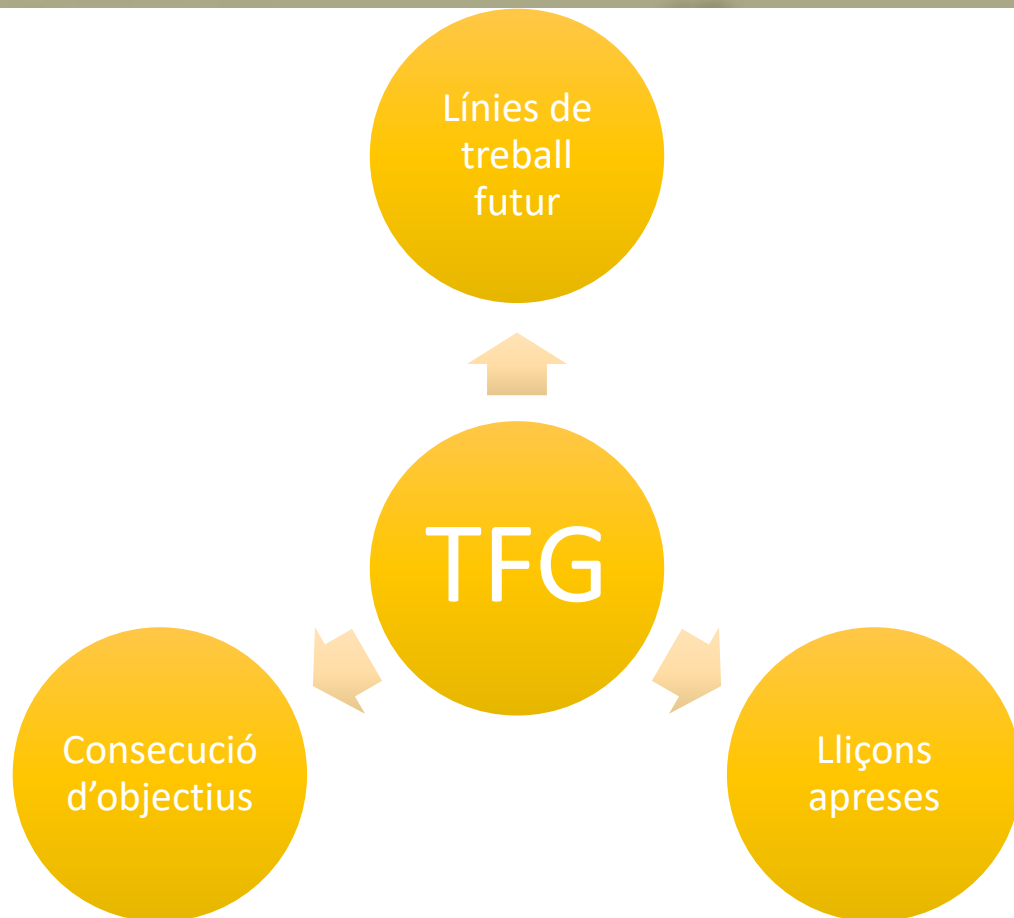 Línies de
treball
futur
TFG
Consecució
d’objectius
Lliçons
apreses